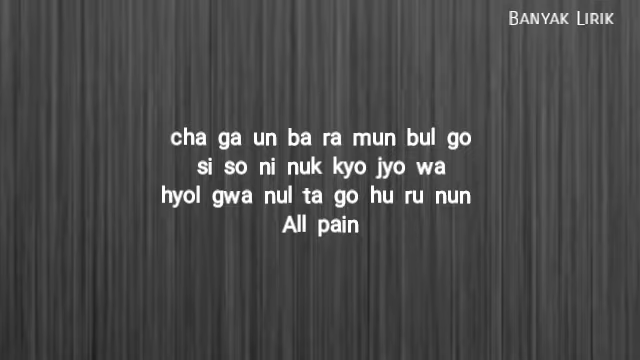 BANYAK LIRIK
cha ga un ba ra mun bul go
si so ni nuk kyo jyo wa
hyol gwa nul ta go hu ru nun
All pain